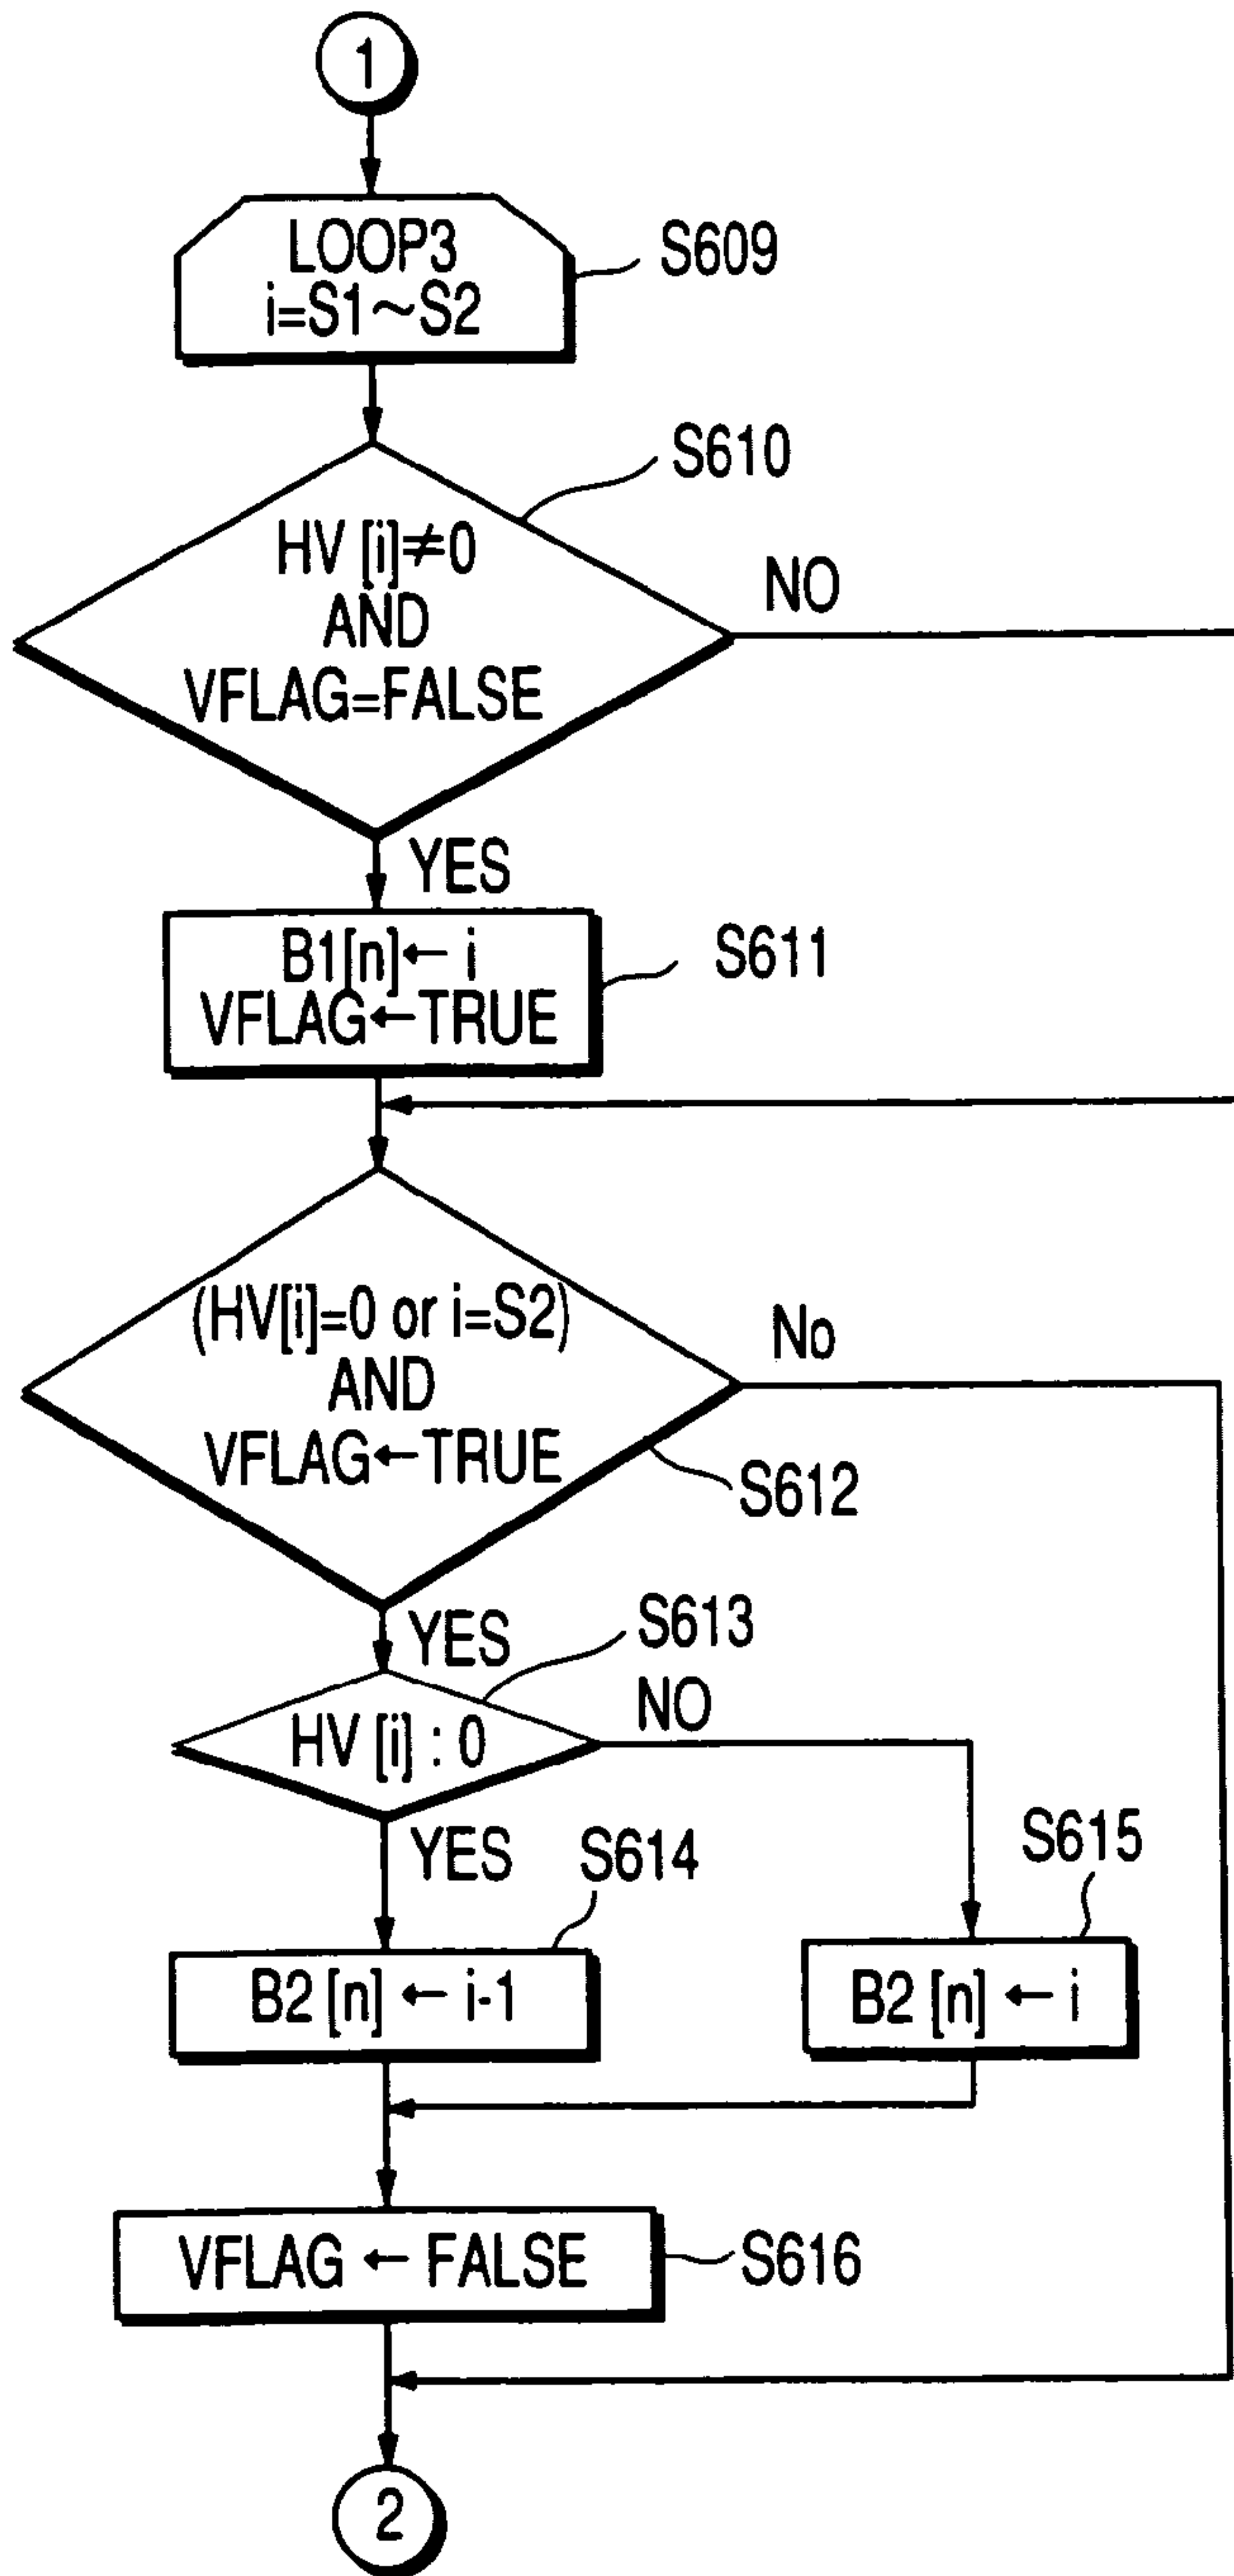 1
LOOP3
i=S1～S2
S609
S610
HV [i]≠0
AND
VFLAG=FALSE
NO
YES
B1[n]← i
VFLAG←TRUE
S611
(HV[i]=0 or i=S2)
AND
VFLAG←TRUE
No
S612
YES
S613
HV [i] : 0
NO
YES
S614
S615
B2 [n] ← i-1
B2 [n] ← i
VFLAG ← FALSE
S616
2